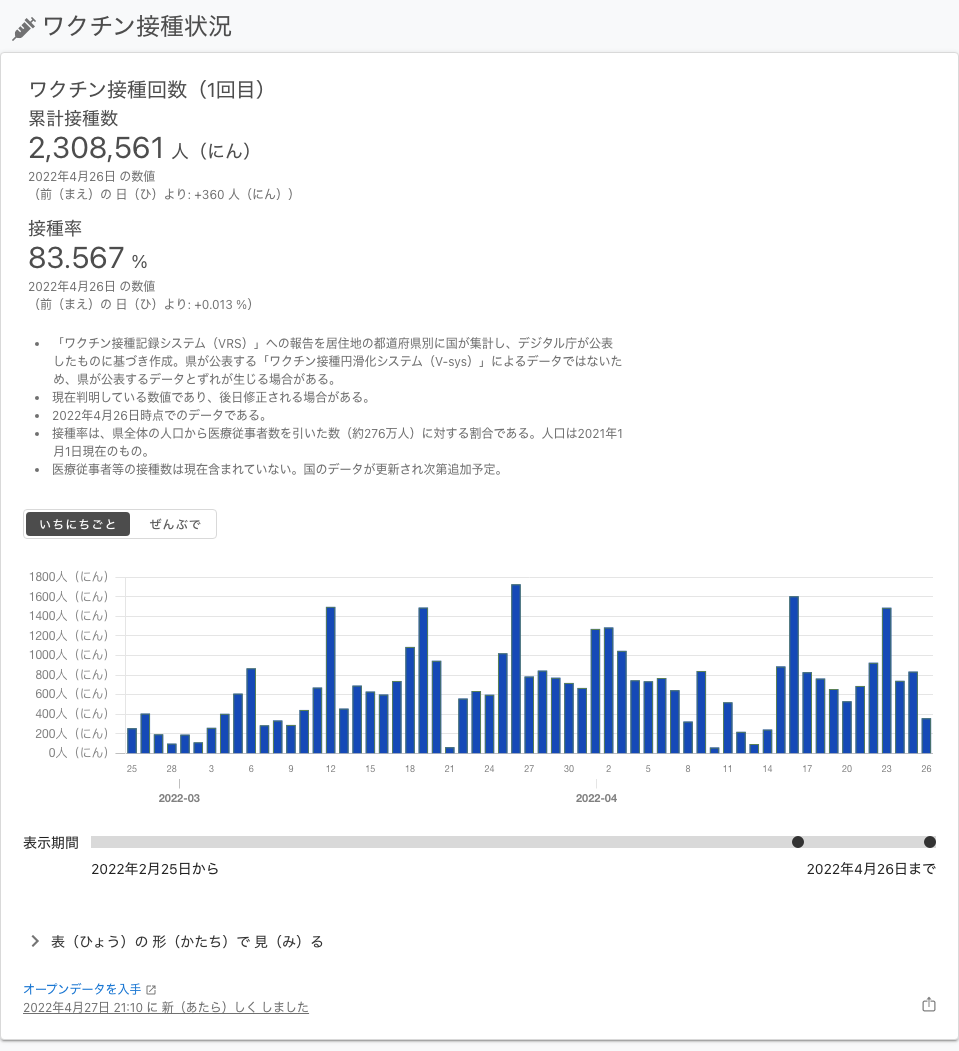 ワクチン接種状況
ワクチン接種回数（1回目）
累計接種数
2,308,561 人（にん）
2022年4月26日 の数値
（前（まえ）の 日（ひ）より: +360 人（にん））
接種率
83.567 %
2022年4月26日 の数値
（前（まえ）の 日（ひ）より: +0.013 %）
• 「ワクチン接種記録システム（VRS）」への報告を居住地の都道府県別に国が集計し、デジタル庁が公表
したものに基づき作成。県が公表する「ワクチン接種円滑化システム（V-sys）」によるデータではないた
め、県が公表するデータとずれが生じる場合がある。
• 現在判明している数値であり、後日修正される場合がある。
• 2022年4月26日時点でのデータである。
• 接種率は、県全体の人口から医療従事者数を引いた数（約276万人）に対する割合である。人口は2021年1
月1日現在のもの。
• 医療従事者等の接種数は現在含まれていない。国のデータが更新され次第追加予定。
いちにちごと ぜんぶで
1800人（にん）
1600人（にん）
1400人（にん）
1200人（にん）
1000人（にん）
800人（にん）
600人（にん）
400人（にん）
200人（にん）
0人（にん）
25 28 3 6 9 12 15 18 21 24 27 30 2 5 8 11 14 17 20 23 26
2022-03 2022-04
表示期間
2022年2月25日から 2022年4月26日まで
表（ひょう）の 形（かたち）で 見（み）る
オープンデータを入手
2022年4月27日 21:10 に 新（あたら）しく しました